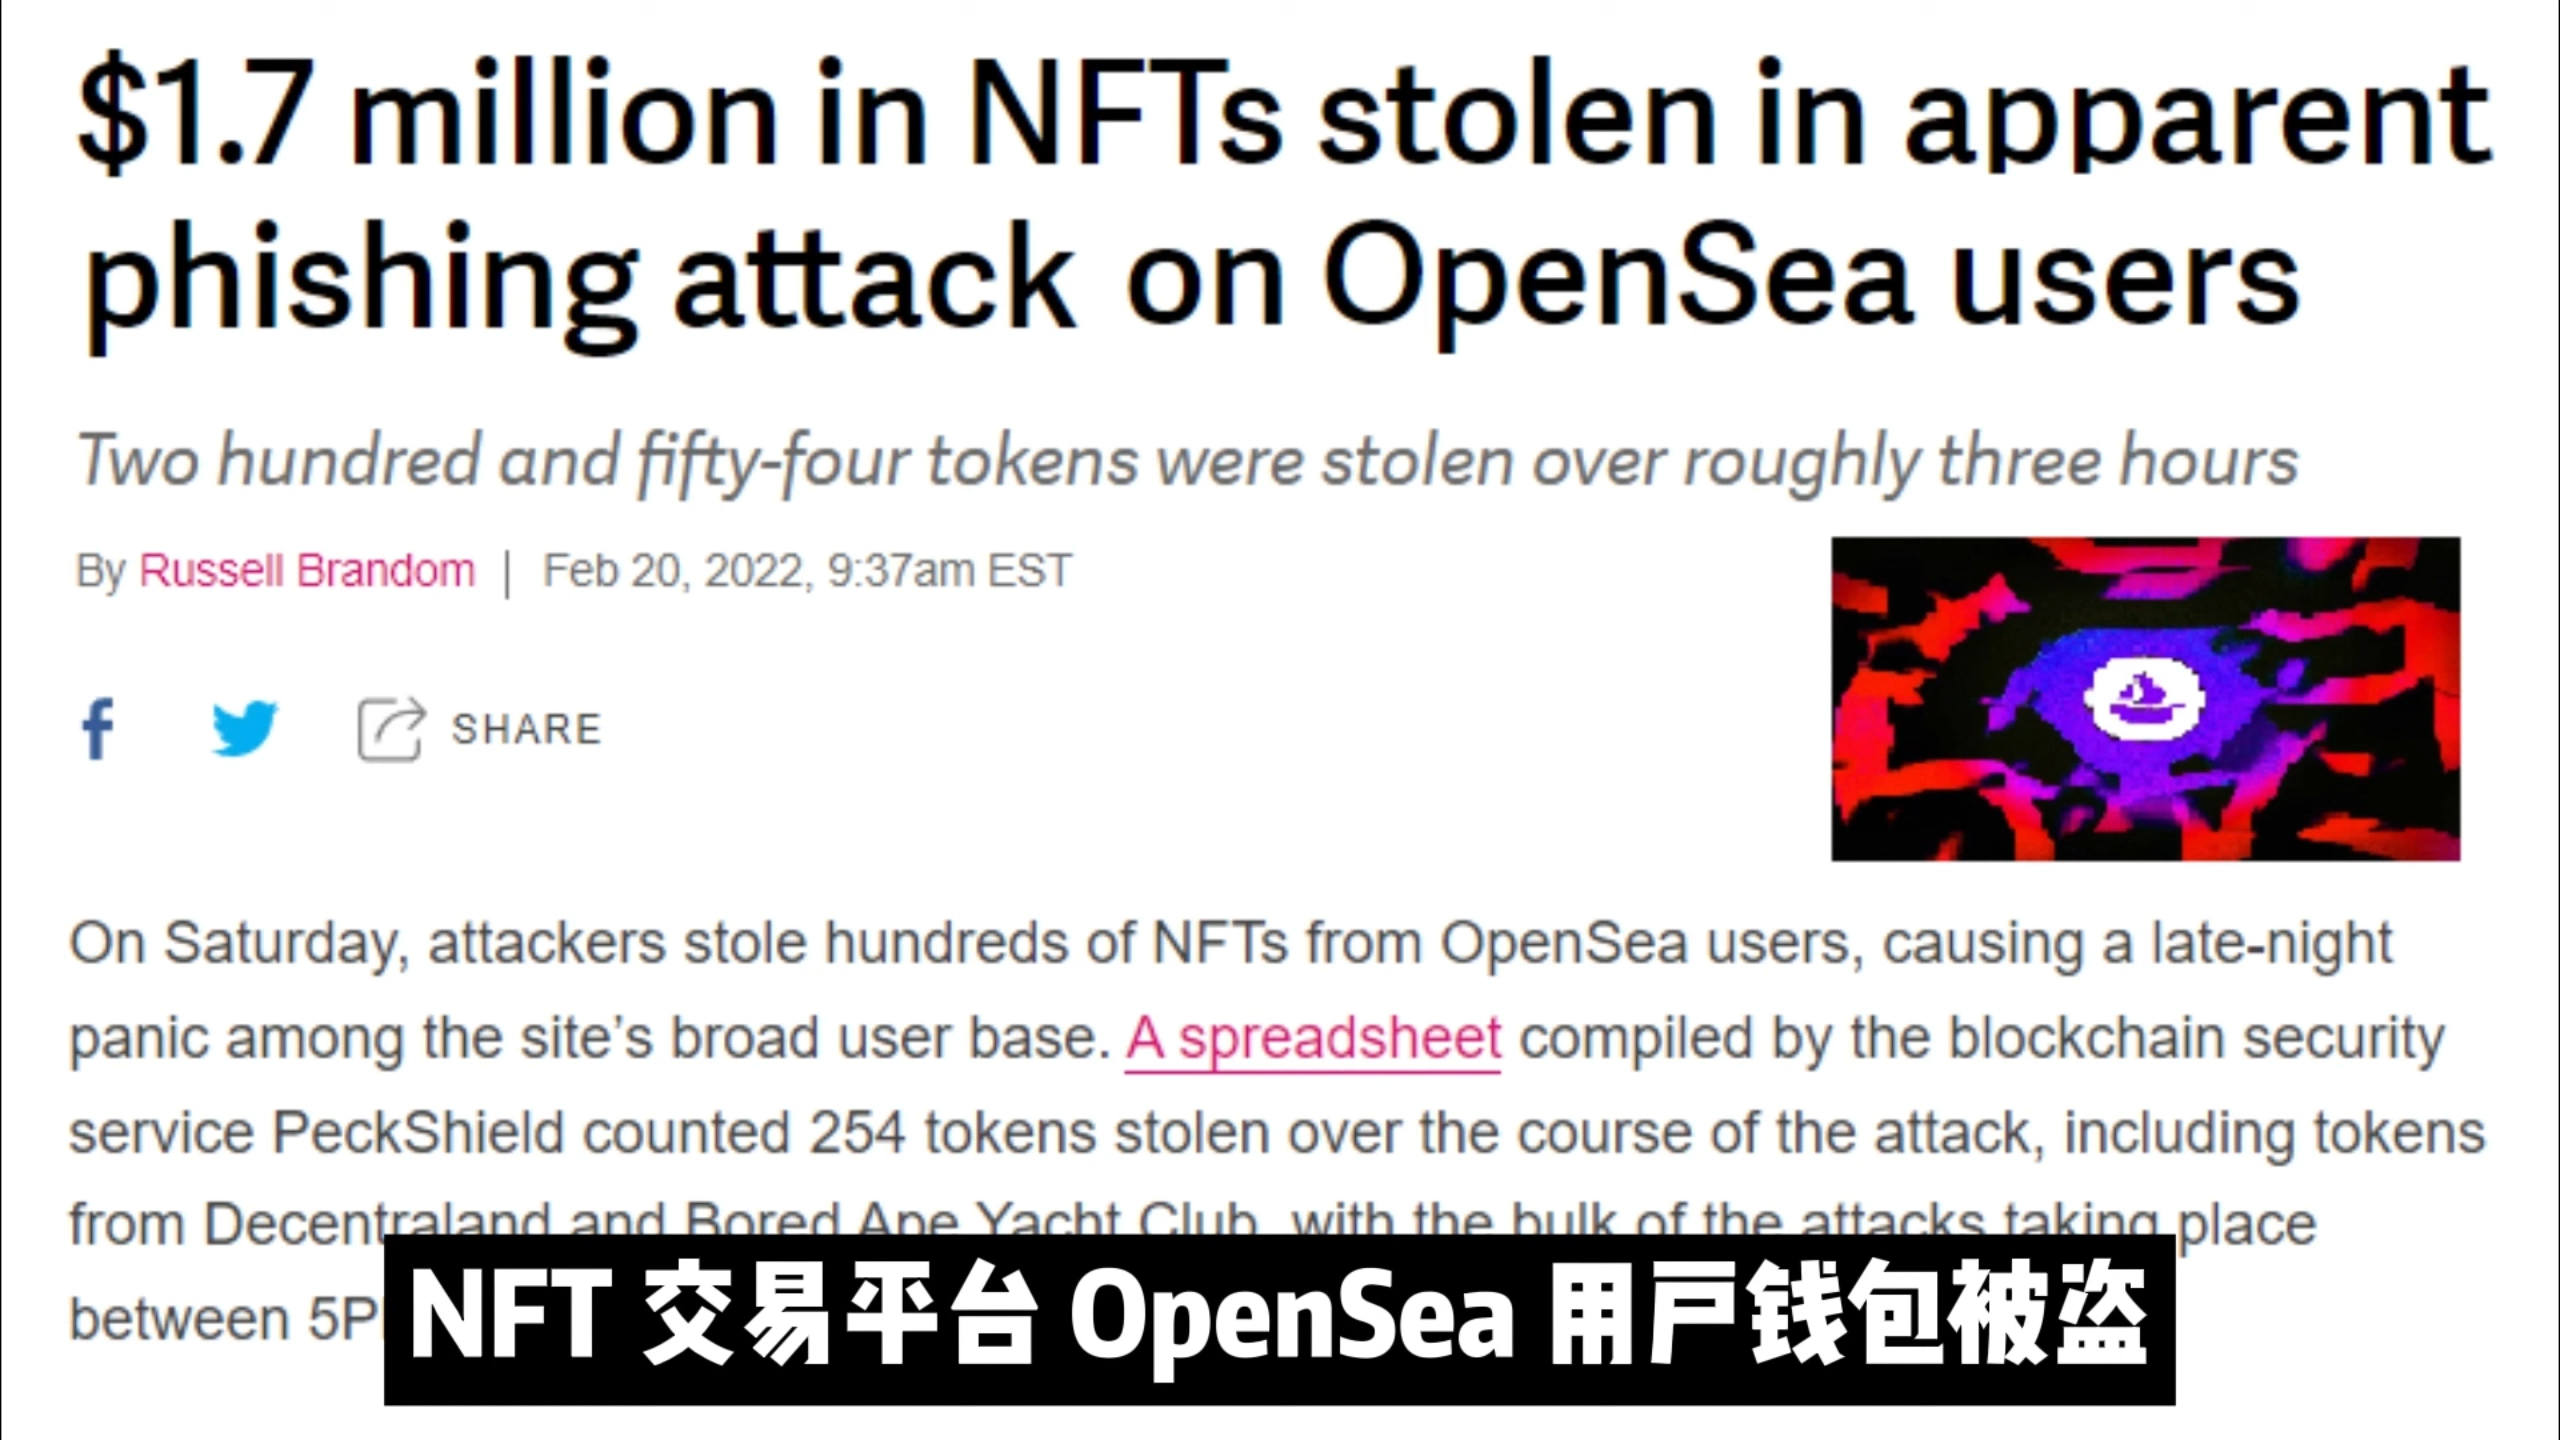 $1.7 million in NFTs stolen in apparent
phishing attack on OpenSea users
Two hundred and fifty-four tokens were stolen over roughly three hours
By Russell Brandom | Feb 20, 2022, 9:37am EST
SHARE
On Saturday, attackers stole hundreds of NFTs from OpenSea users, causing a late-night
panic among the site’s broad user base. A spreadsheet compiled by the blockchain security
service PeckShield counted 254 tokens stolen over the course of the attack, including tokens
from Decentraland and Bored Ape Yacht Club, with the bulk of the attacks taking place
between 5P
NFT 交易平台 OpenSea 用户钱包被盗